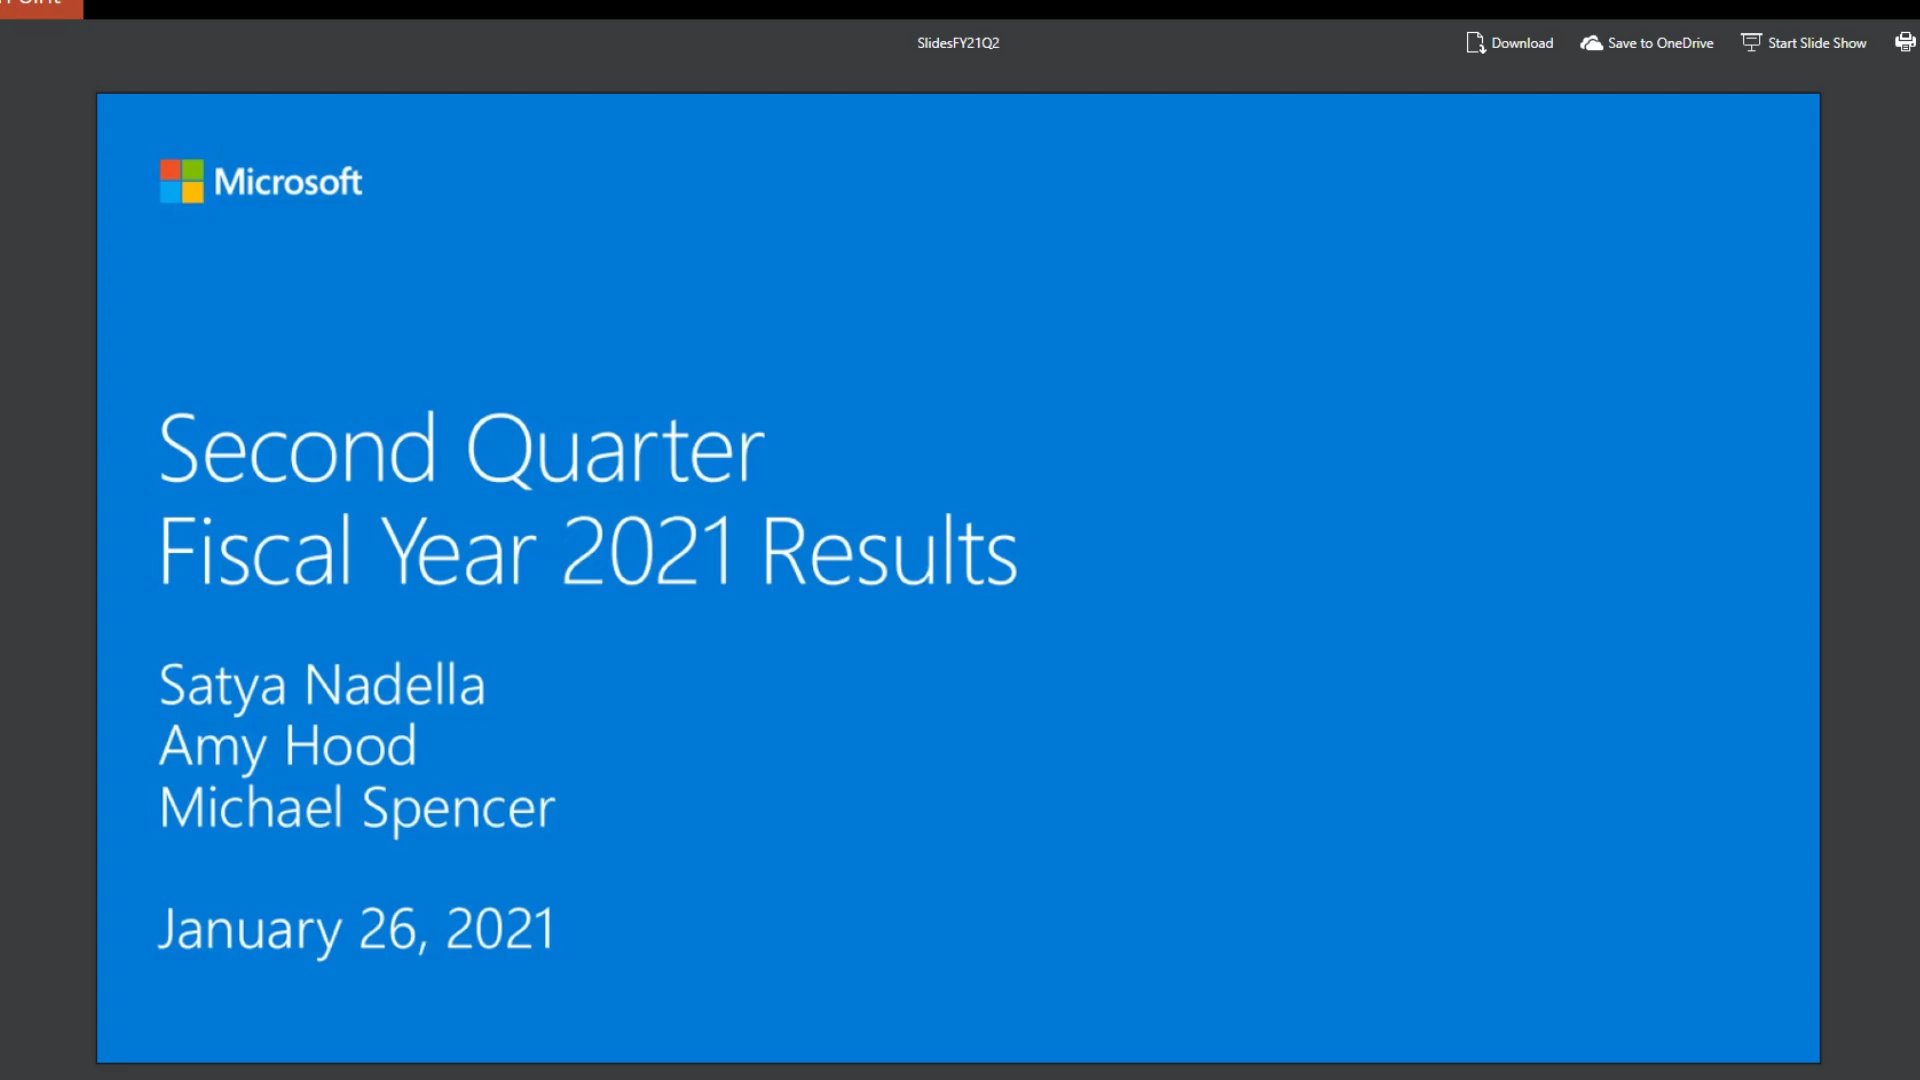 SlidesFY21Q2
Download
Save to OneDrive
Start Slide Show
Microsoft
Second Quarter
Fiscal Year 2021 Results
Satya Nadella
Amy Hood
Michael Spencer
January 26, 2021